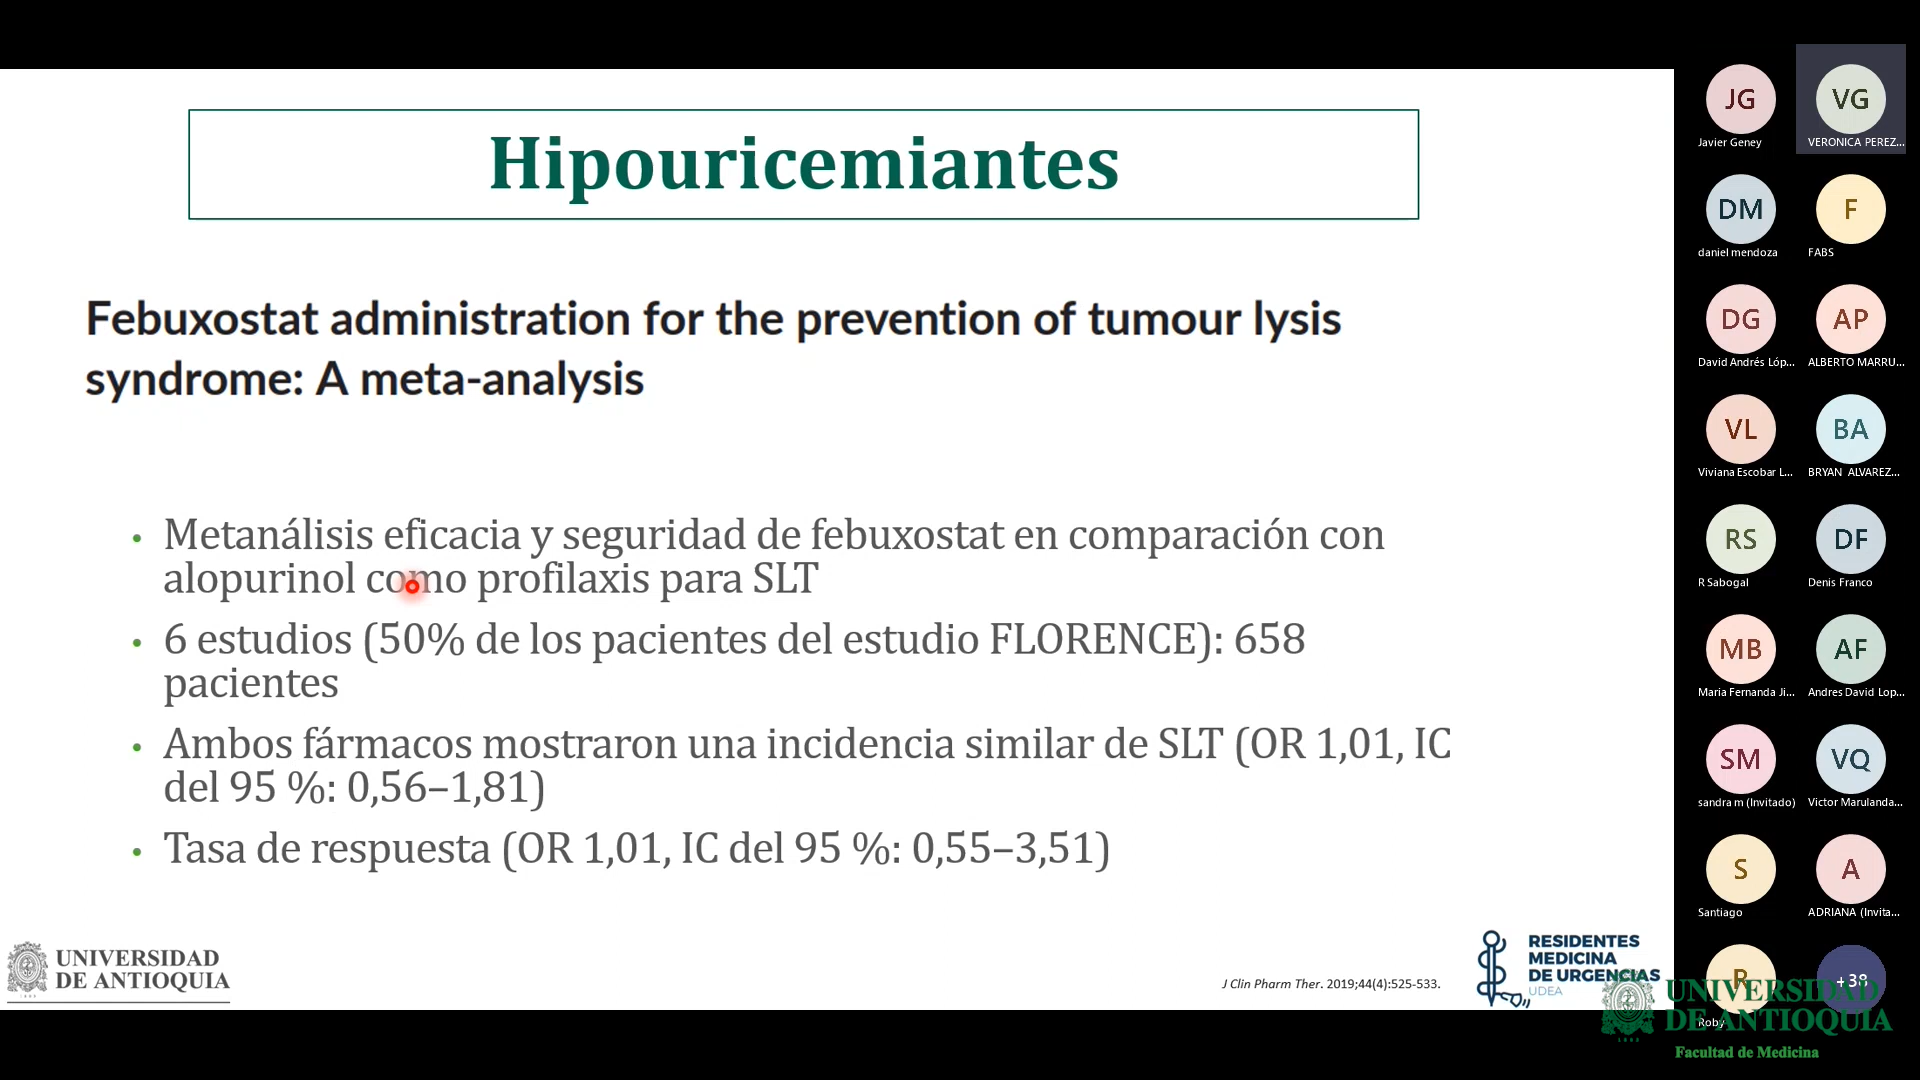 Hipouricemiantes
Febuxostat administration for the prevention of tumour lysis
syndrome: A meta-analysis
• Metanálisis eficacia y seguridad de febuxostat en comparación con
alopurinol como profilaxis para SLT
• 6 estudios (50% de los pacientes del estudio FLORENCE): 658
pacientes
• Ambos fármacos mostraron una incidencia similar de SLT (OR 1,01, IC
del 95 %: 0,56–1,81)
• Tasa de respuesta (OR 1,01, IC del 95 %: 0,55–3,51)
UNIVERSIDAD
DE ANTIOQUIA
J Clin Pharm Ther. 2019;44(4):525-533.
RESIDENTES
MEDICINA
DE URGENCIAS
UDEA
JG
Javier Geney
VG
VERONICA PEREZ...
DM
daniel mendoza
F
FABS
DG
David Andrés Lóp...
AP
ALBERTO MARRU...
VL
Viviana Escobar L...
BA
BRYAN ALVAREZ...
RS
R Sabogal
DF
Denis Franco
MB
Maria Fernanda Ji...
AF
Andres David Lop...
SM
sandra m (Invitado)
VQ
Victor Marulanda...
S
Santiago
A
ADRIANA (Invita...
R
+38
UNIVERSIDAD
DE ANTIOQUIA
Facultad de Medicina